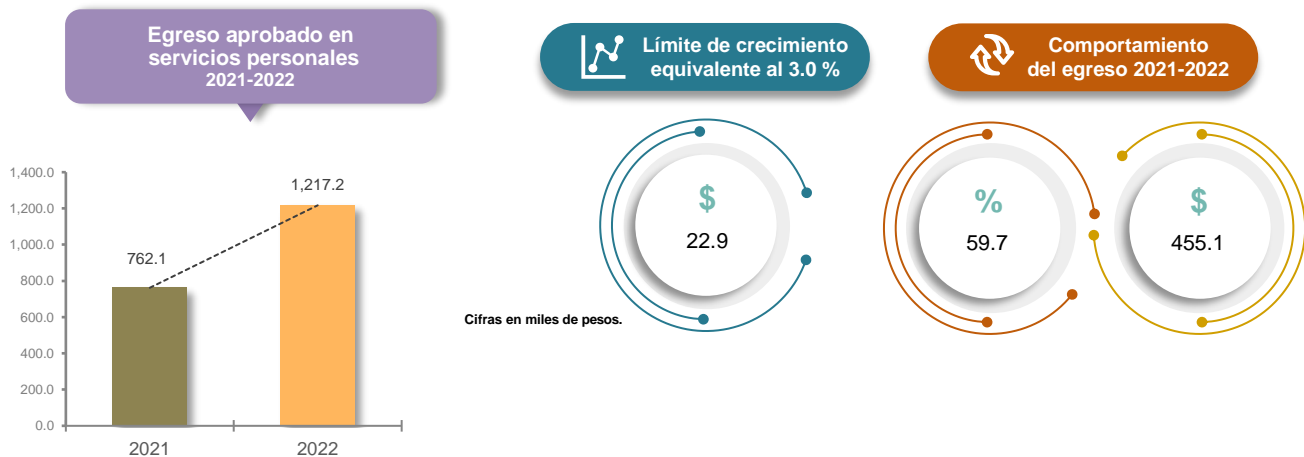 Egreso aprobado en
servicios personales
2021-2022
1,400.0
1,200.0
1,000.0
800.0
600.0
400.0
200.0
0.0
762.1
1,217.2
2021
2022
Límite de crecimiento
equivalente al 3.0 %
$
22.9
Cifras en miles de pesos.
Comportamiento
del egreso 2021-2022
%
59.7
$
455.1